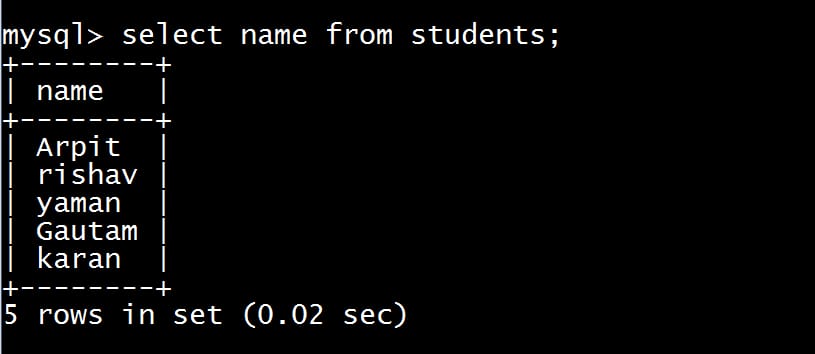 mysql> select name from students;
+--------+
| name   |
+--------+
| Arpit  |
| rishav |
| yaman  |
| Gautam |
| karan  |
+--------+
5 rows in set (0.02 sec)